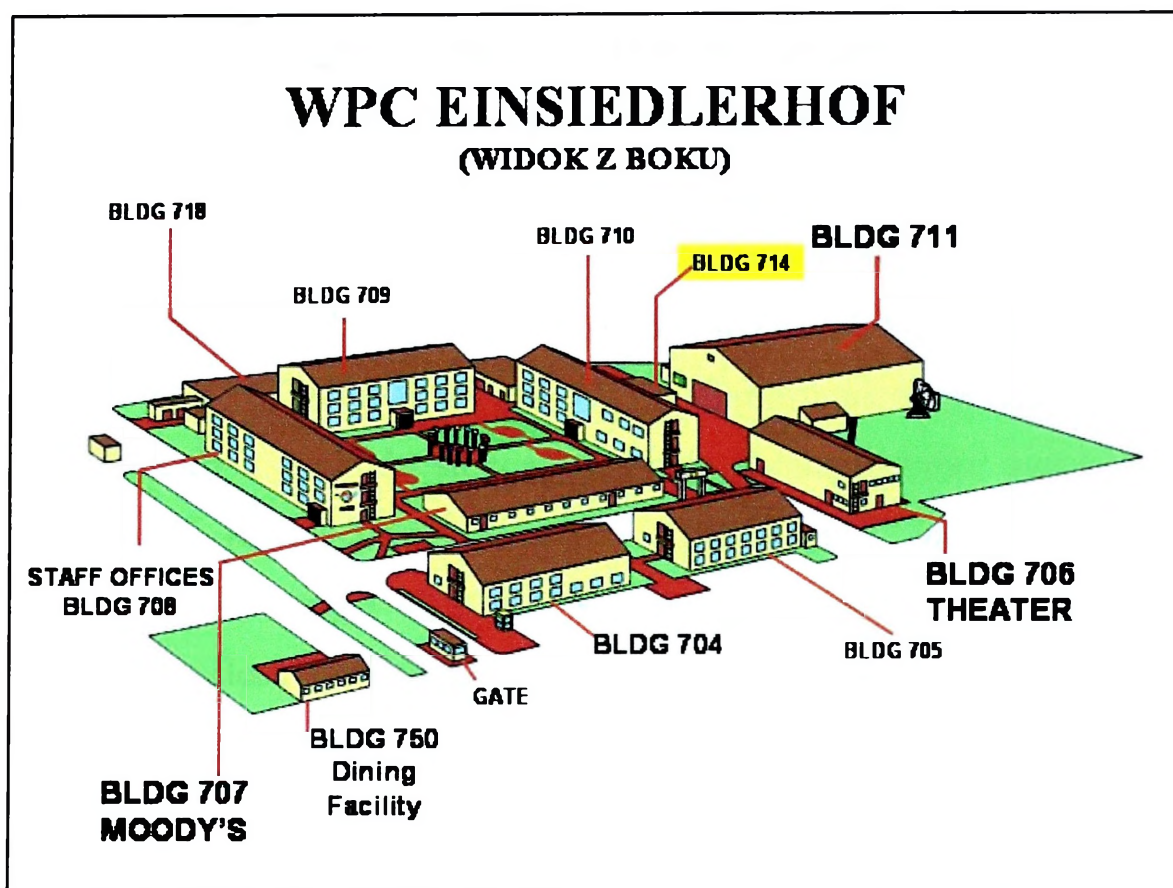 WPC EINSIEDLERHOF
(WIDOK Z BOKU)
BLDG 718
BLDG 710
BLDG 714
BLDG 711
BLDG 709
STAFF OFFICES
BLDG 708
BLDG 706
THEATER
BLDG 704
BLDG 705
GATE
BLDG 750
Dining
Facility
BLDG 707
MOODY'S